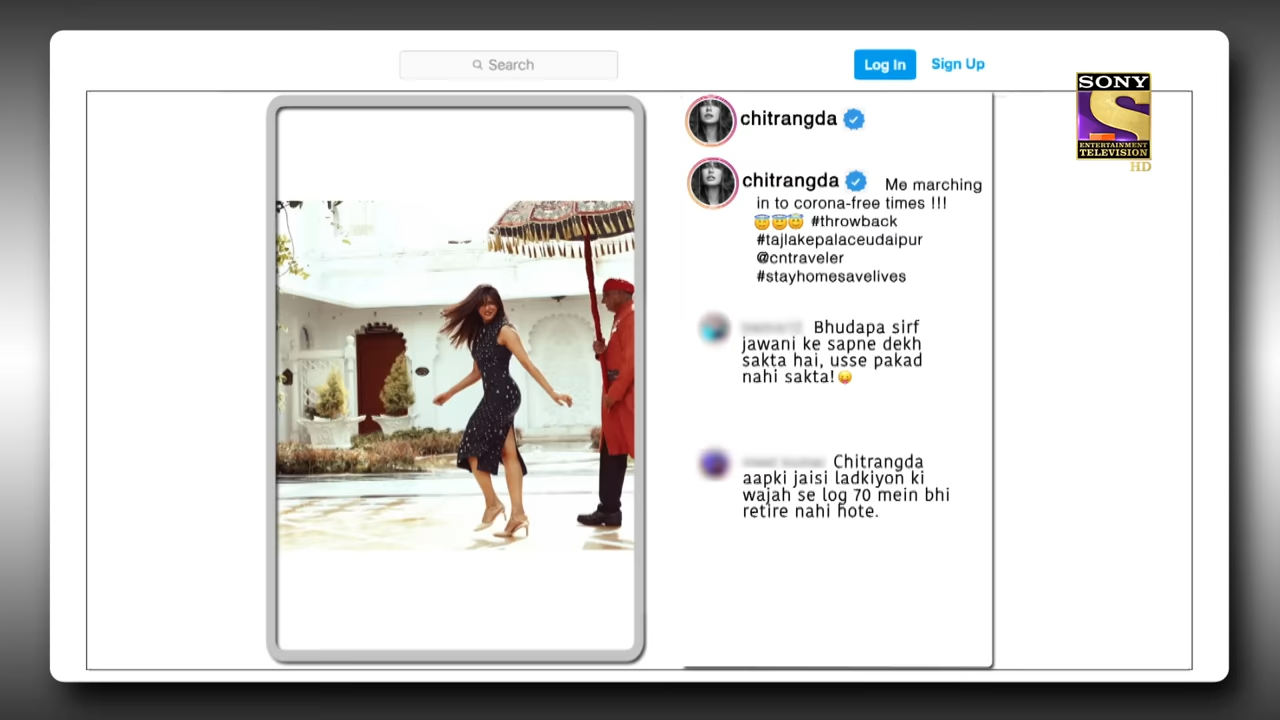 Search
Log In
Sign Up
SONY
ENTERTAINMENT
TELEVISION
HD
chitrangda
chitrangda Me marching
in to corona-free times !!!
😇😇😇 #throwback
#tajlakepalaceudaipur
@cntraveler
#stayhomesavelives
Bhudapa sirf
jawani ke sapne dekh
sakta hai, usse pakad
nahi sakta!😛
Chitrangda
aapki jaisi ladkiyon ki
wajah se log 70 mein bhi
retire nahi hote.